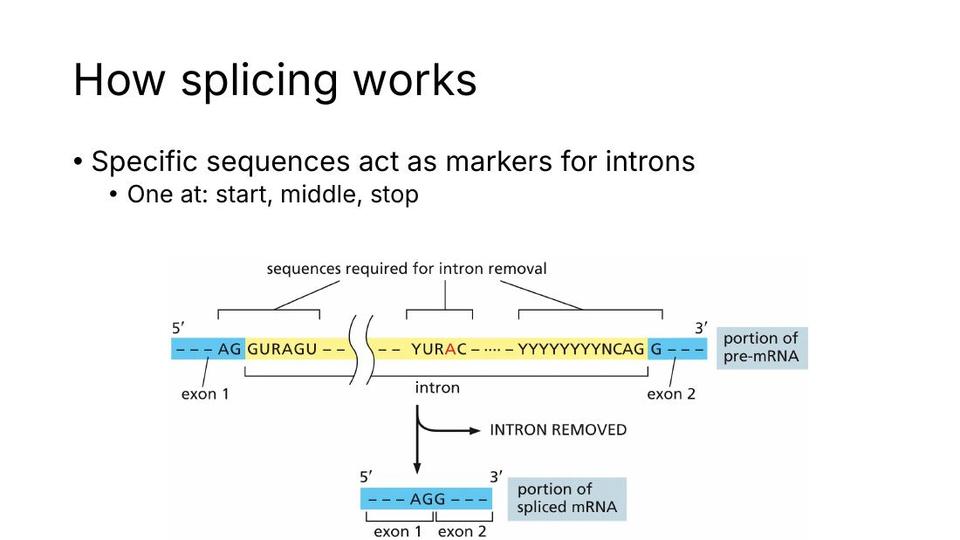 How splicing works
• Specific sequences act as markers for introns
• One at: start, middle, stop
sequences required for intron removal
5′ 3′
– – – AG GURAGU – – – – YURAC – ···· – YYYYYYYYNCAG G – – –
portion of
pre-mRNA
exon 1 intron exon 2
INTRON REMOVED
5′ 3′
– – – AGG – – –
portion of
spliced mRNA
exon 1 exon 2